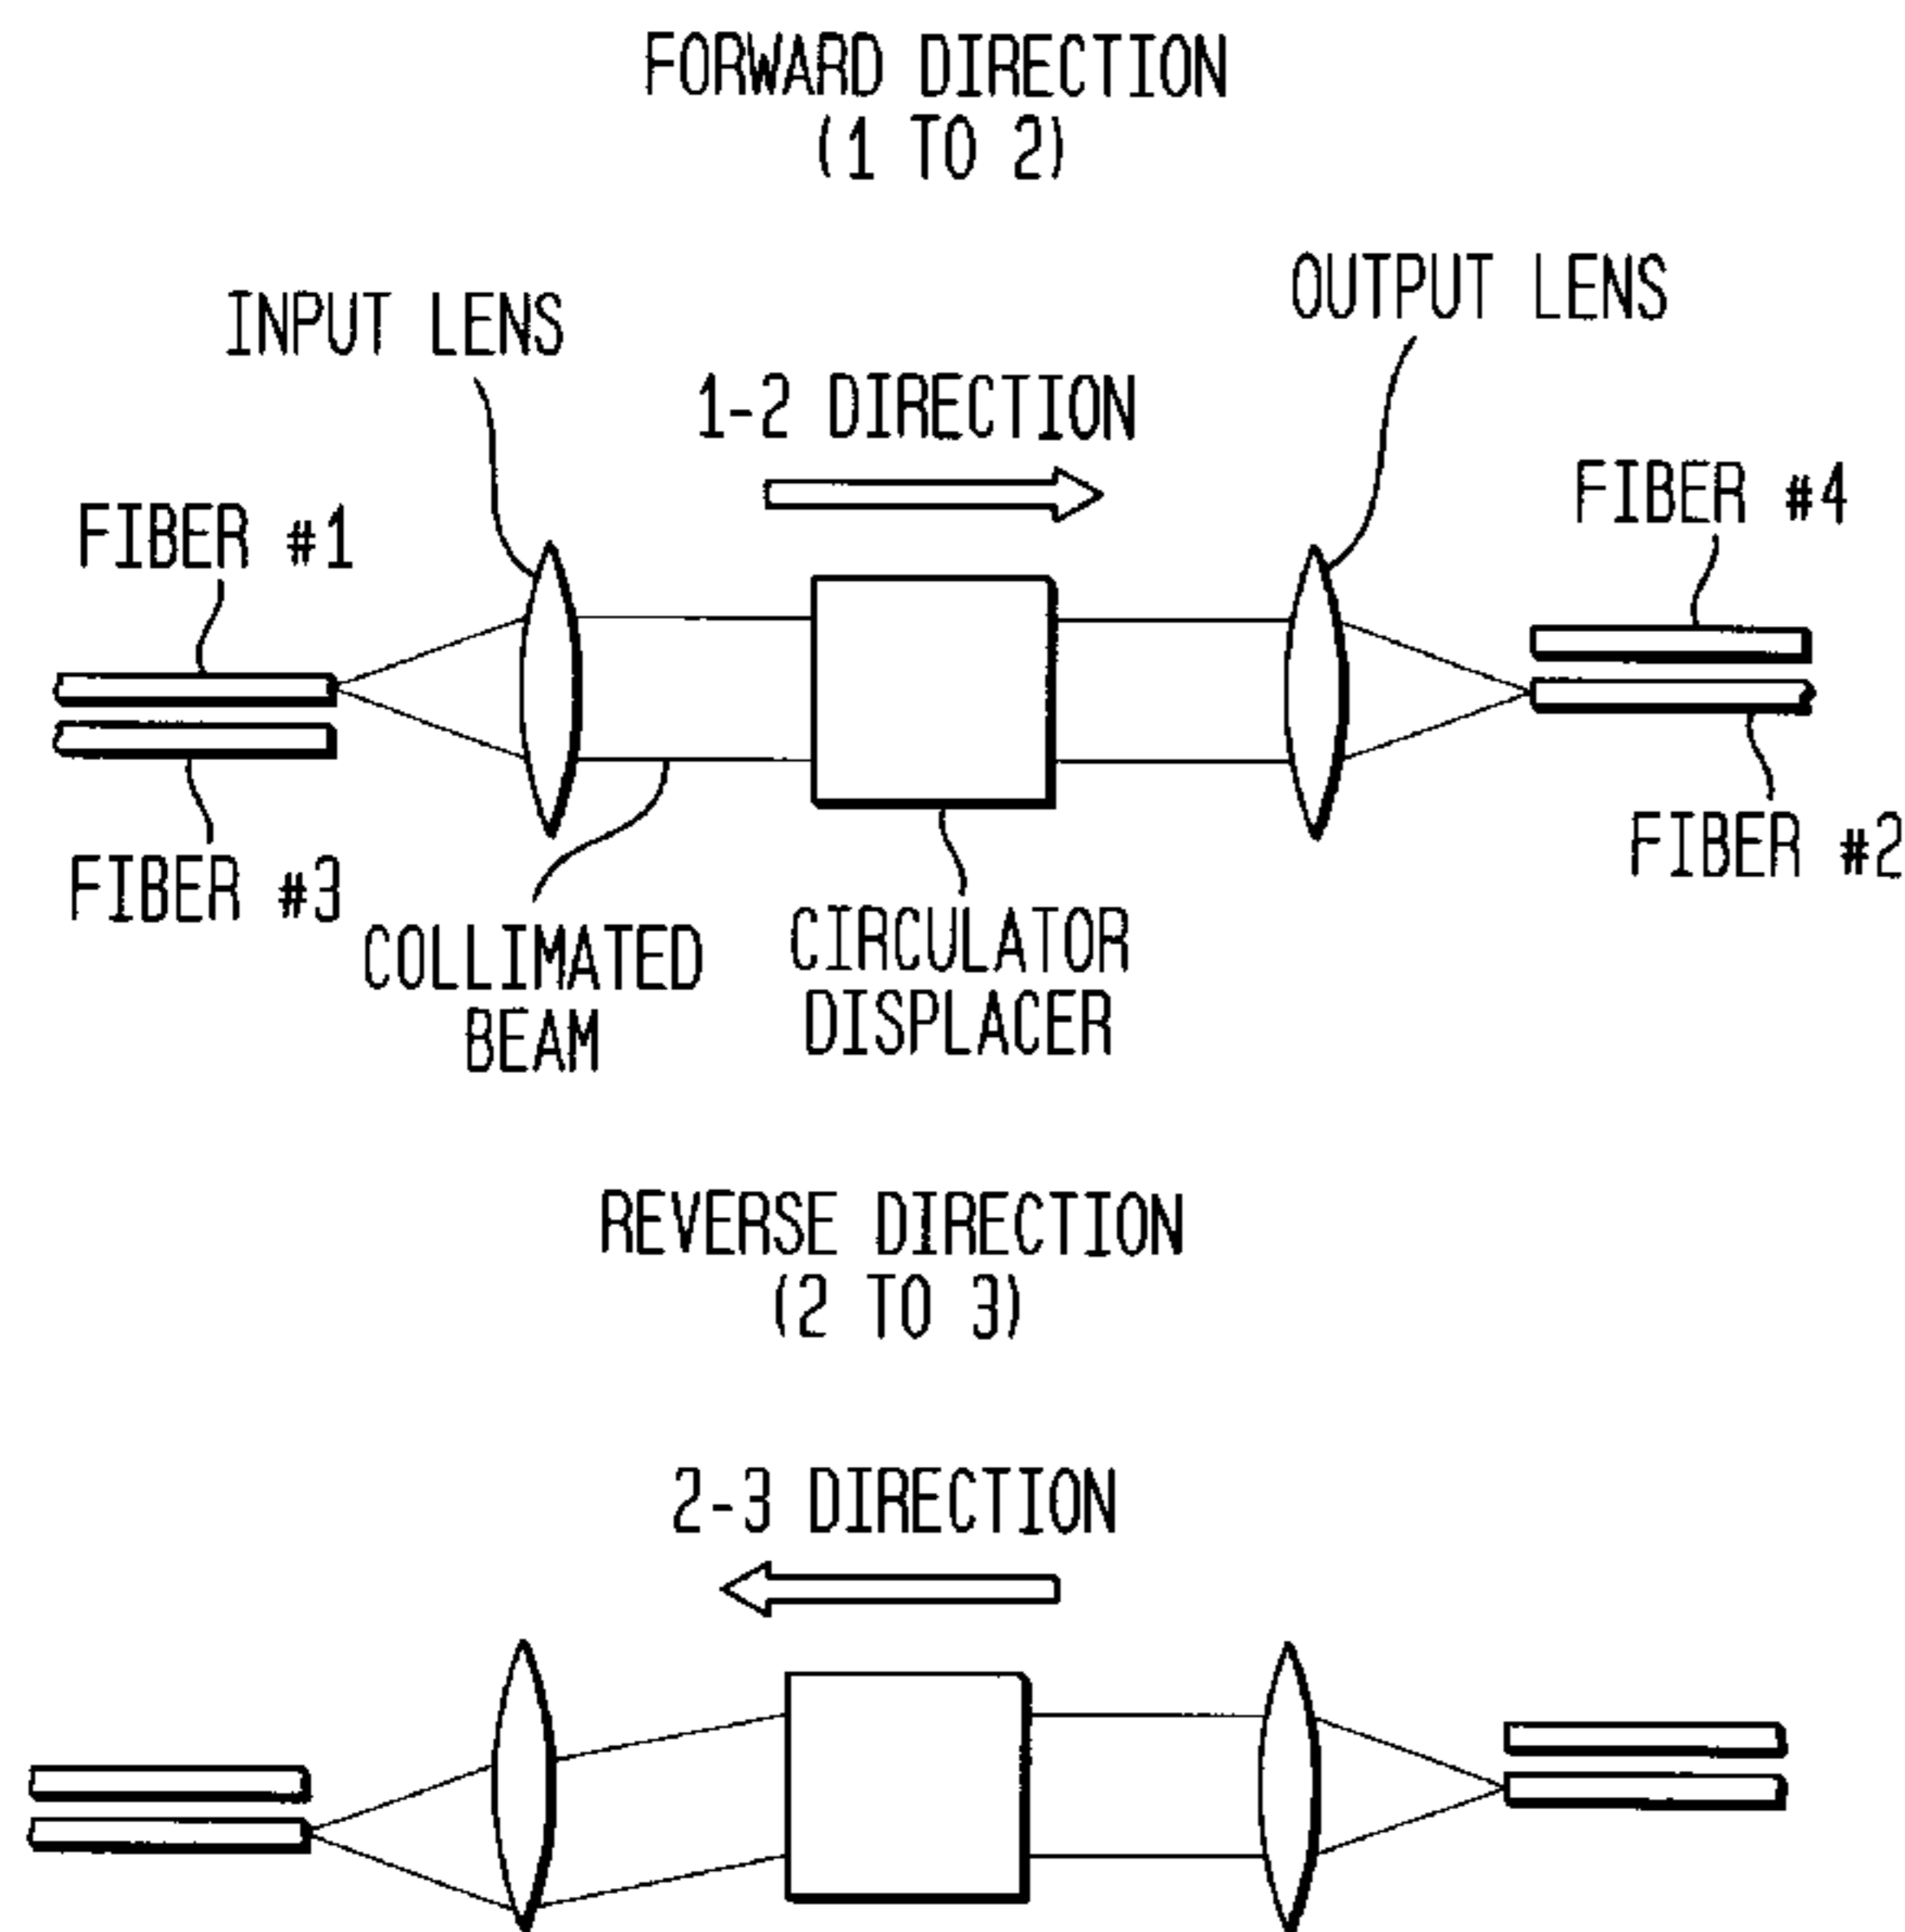 FORWARD DIRECTION
(1 TO 2)
INPUT LENS
OUTPUT LENS
1-2 DIRECTION
FIBER #1
FIBER #4
FIBER #3
FIBER #2
COLLIMATED
BEAM
CIRCULATOR
DISPLACER
REVERSE DIRECTION
(2 TO 3)
2-3 DIRECTION